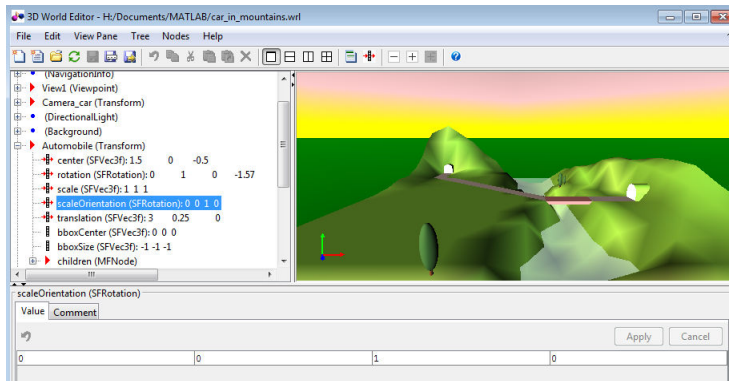 3D World Editor - H:/Documents/MATLAB/car_in_mountains.wrl
File Edit View Pane Tree Nodes Help
(NavigationInfo)
View1 (Viewpoint)
Camera_car (Transform)
(DirectionalLight)
(Background)
Automobile (Transform)
center (SFVec3f): 1.5 0 -0.5
rotation (SFRotation): 0 1 0 -1.57
scale (SFVec3f): 1 1 1
scaleOrientation (SFRotation): 0 0 1 0
translation (SFVec3f): 3 0.25 0
bboxCenter (SFVec3f): 0 0 0
bboxSize (SFVec3f): -1 -1 -1
children (MFNode)
scaleOrientation (SFRotation)
Value Comment
Apply Cancel
0 0 1 0